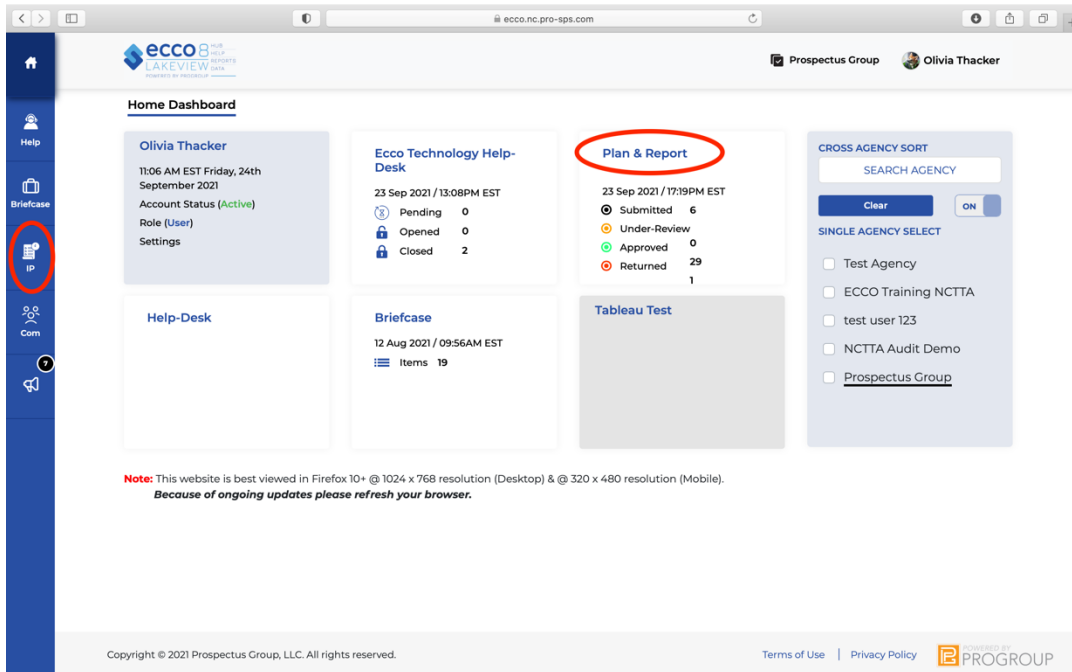 ecco.nc.pro-sps.com
ecco 8 HUB
HELP
LAKEVIEW REPORTS
DATA
POWERED BY PROGROUP
Prospectus Group
Olivia Thacker
Home Dashboard
Help
Briefcase
IP
Com
7
Olivia Thacker
11:06 AM EST Friday, 24th
September 2021
Account Status (Active)
Role (User)
Settings
Ecco Technology Help-
Desk
23 Sep 2021 / 13:08PM EST
Pending 0
Opened 0
Closed 2
Plan & Report
23 Sep 2021 / 17:19PM EST
Submitted 6
Under-Review
0
Approved
29
Returned
1
CROSS AGENCY SORT
SEARCH AGENCY
Clear
ON
SINGLE AGENCY SELECT
Test Agency
ECCO Training NCTTA
test user 123
NCTTA Audit Demo
Prospectus Group
Help-Desk
Briefcase
12 Aug 2021 / 09:56AM EST
Items 19
Tableau Test
Note: This website is best viewed in Firefox 10+ @ 1024 x 768 resolution (Desktop) & @ 320 x 480 resolution (Mobile).
Because of ongoing updates please refresh your browser.
Copyright © 2021 Prospectus Group, LLC. All rights reserved.
Terms of Use | Privacy Policy
POWERED BY
PROGROUP